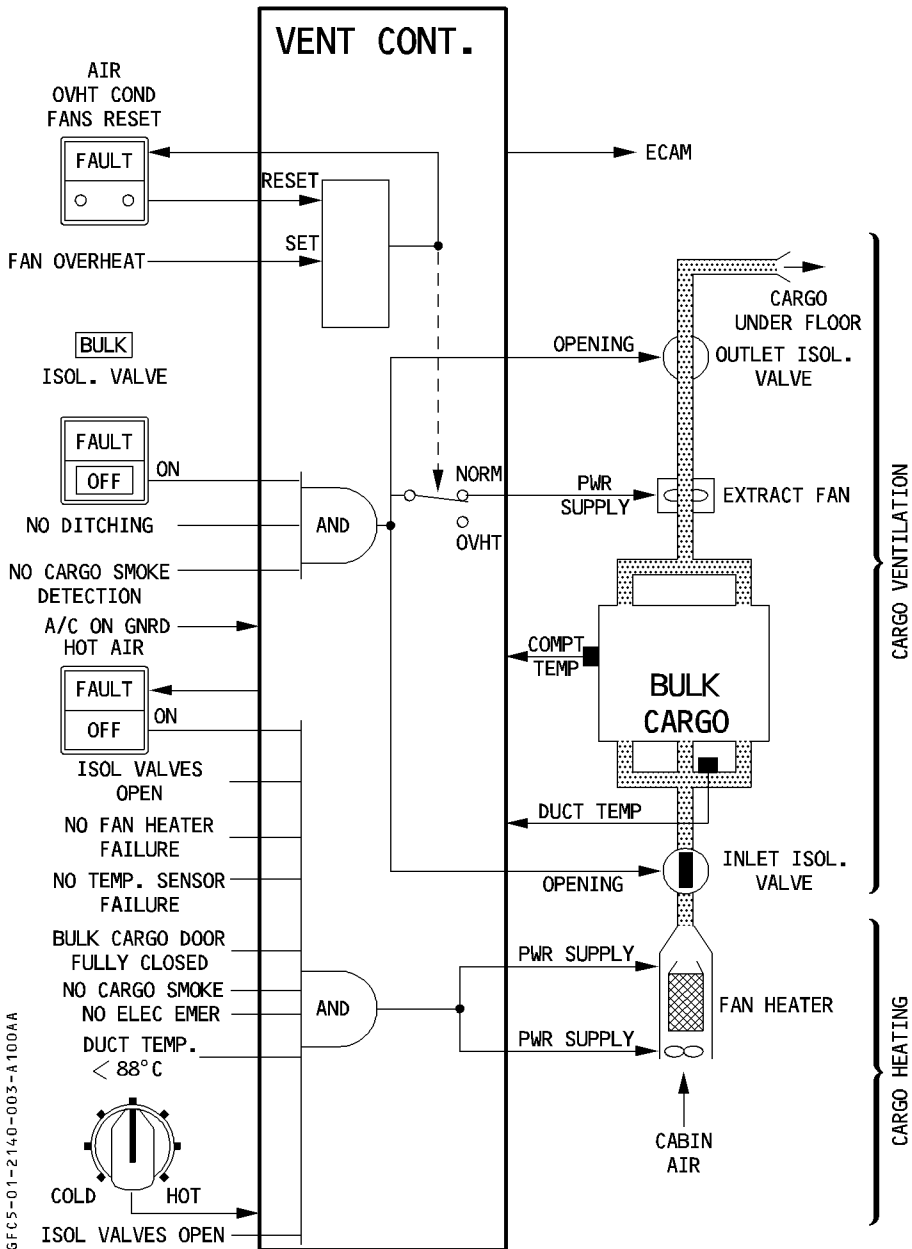 VENT CONT.
AIR
OVHT COND
FANS RESET
FAULT
RESET
SET
FAN OVERHEAT
ECAM
CARGO
UNDER FLOOR
BULK
ISOL. VALVE
OPENING
OUTLET ISOL.
VALVE
FAULT
OFF
ON
NO DITCHING
NO CARGO SMOKE
DETECTION
AND
NORM
OVHT
PWR
SUPPLY
EXTRACT FAN
CARGO VENTILATION
A/C ON GNRD
HOT AIR
FAULT
OFF
ON
COMPT
TEMP
BULK
CARGO
ISOL VALVES
OPEN
NO FAN HEATER
FAILURE
NO TEMP. SENSOR
FAILURE
DUCT TEMP
INLET ISOL.
VALVE
OPENING
BULK CARGO DOOR
FULLY CLOSED
NO CARGO SMOKE
NO ELEC EMER
DUCT TEMP.
< 88°C
AND
PWR SUPPLY
FAN HEATER
PWR SUPPLY
CARGO HEATING
CABIN
AIR
COLD
HOT
ISOL VALVES OPEN
GFC5-01-2140-003-A100AA